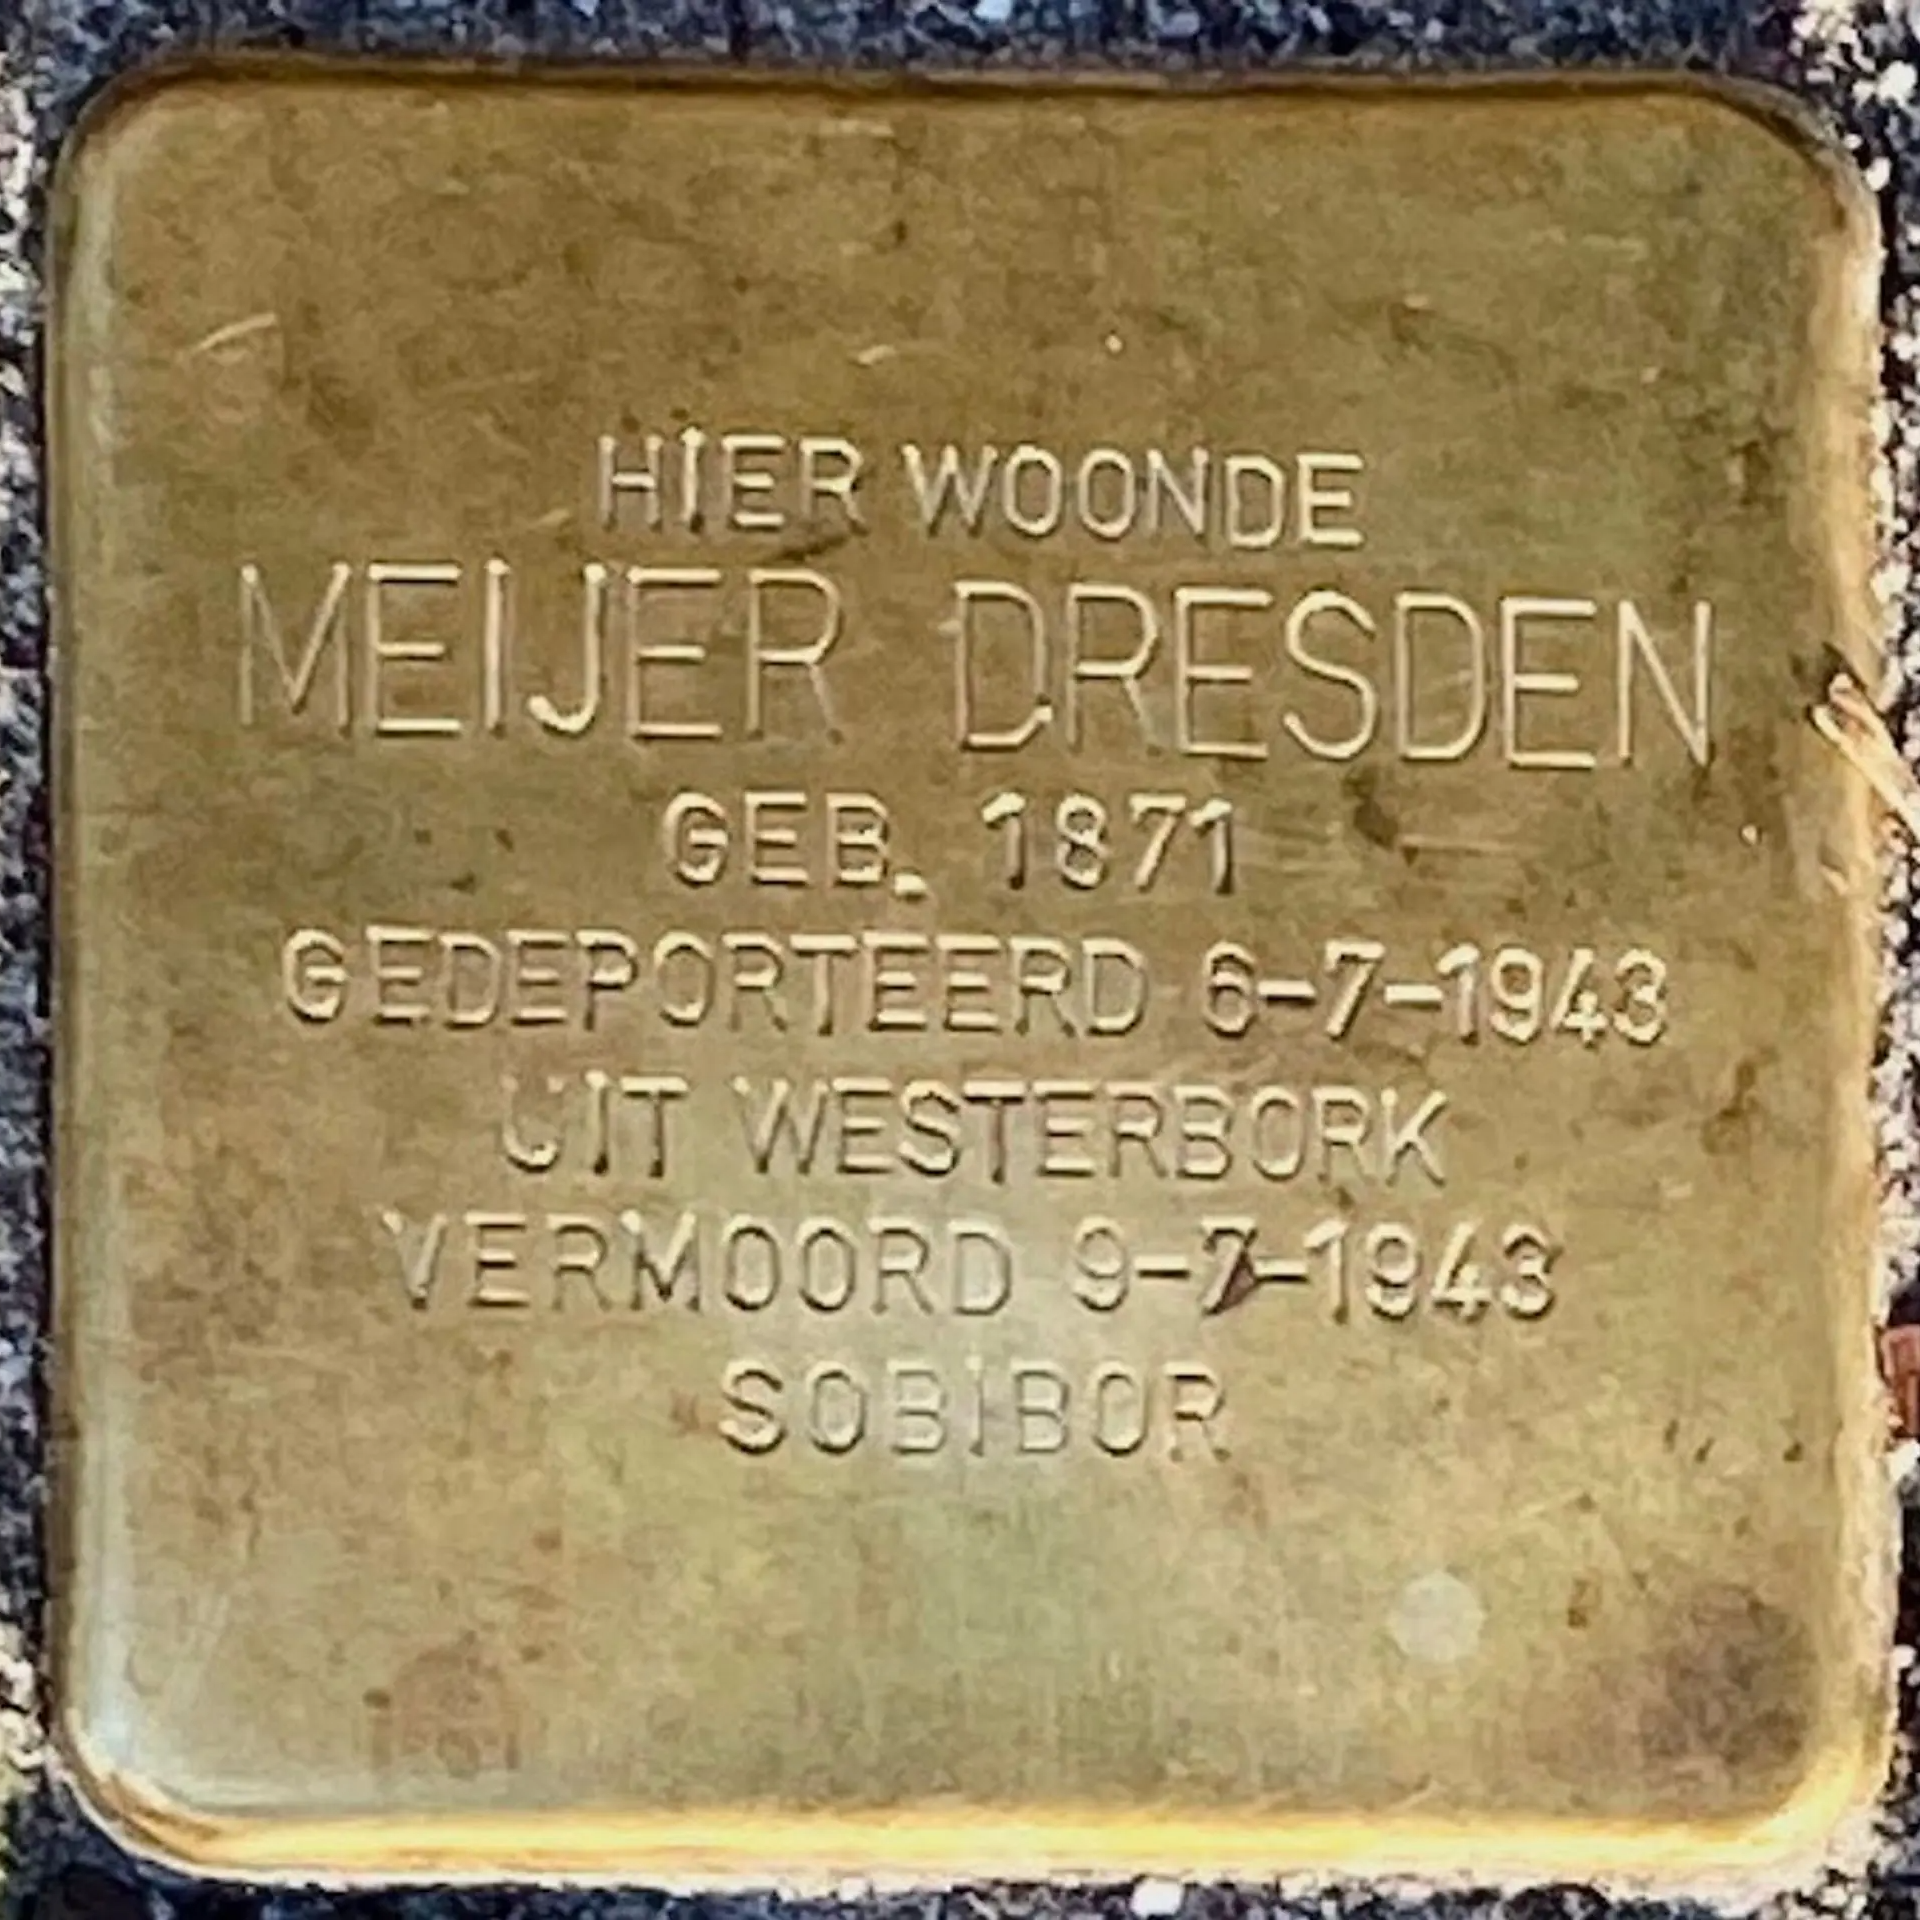 HIER WOONDE
MEIJER DRESDEN
GEB. 1871
GEDEPORTEERD 6-7-1943
UIT WESTERBORK
VERMOORD 9-7-1943
SOBIBOR